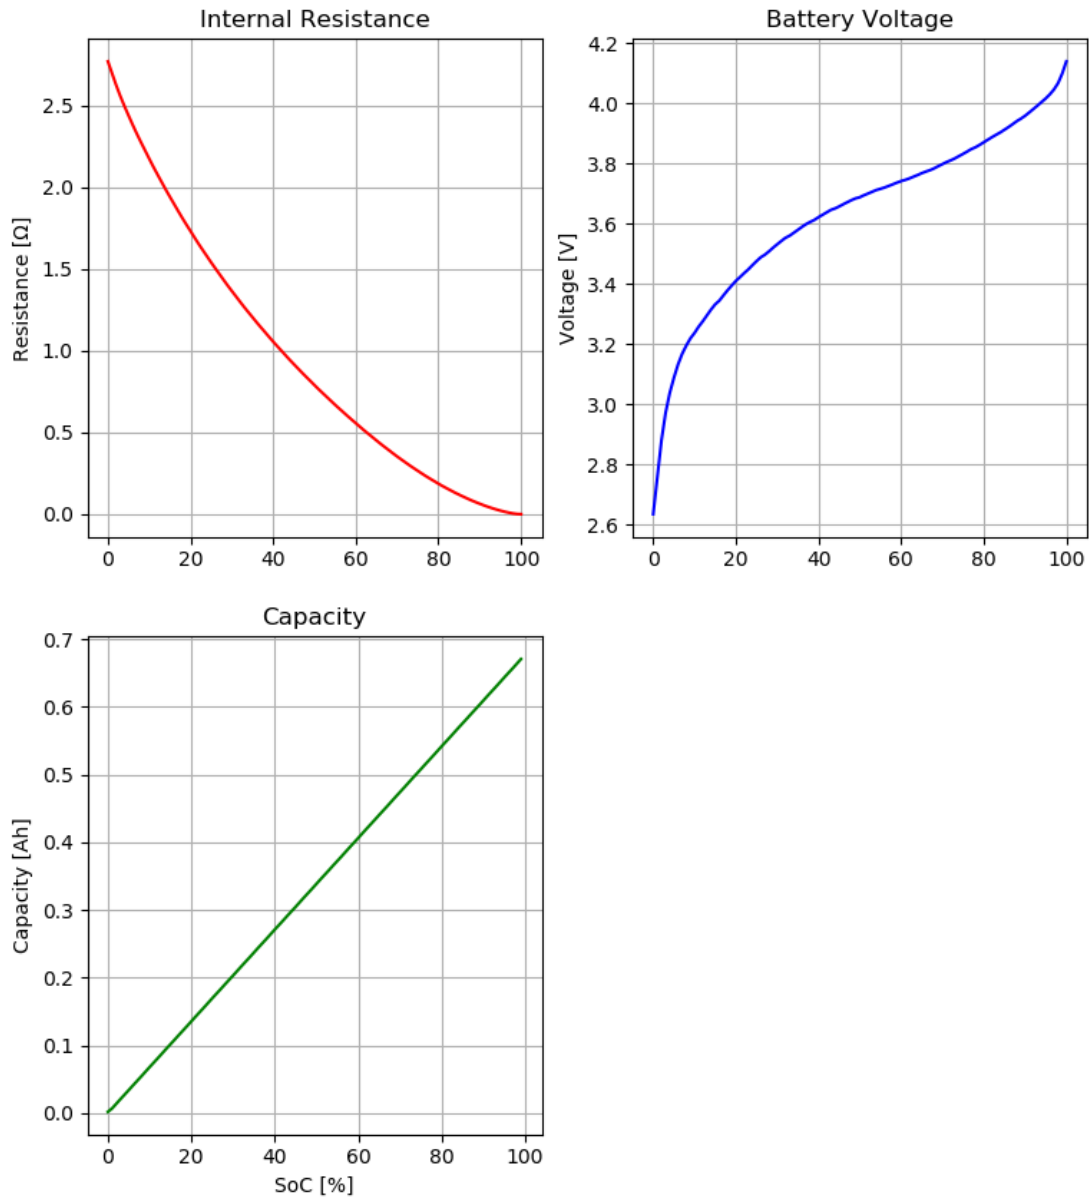 Internal Resistance
Resistance [Ω]
2.5
2.0
1.5
1.0
0.5
0.0
0 20 40 60 80 100
Battery Voltage
Voltage [V]
4.2
4.0
3.8
3.6
3.4
3.2
3.0
2.8
2.6
0 20 40 60 80 100
Capacity
Capacity [Ah]
0.7
0.6
0.5
0.4
0.3
0.2
0.1
0.0
0 20 40 60 80 100
SoC [%]